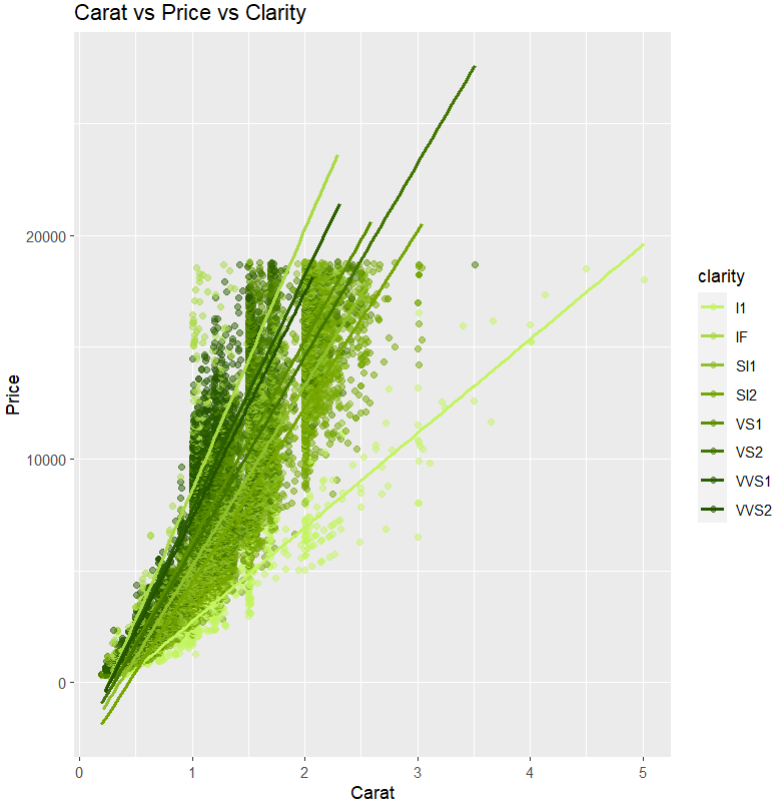 Carat vs Price vs Clarity
20000
10000
0
Price
0 1 2 3 4 5
Carat
clarity
I1
IF
SI1
SI2
VS1
VS2
VVS1
VVS2